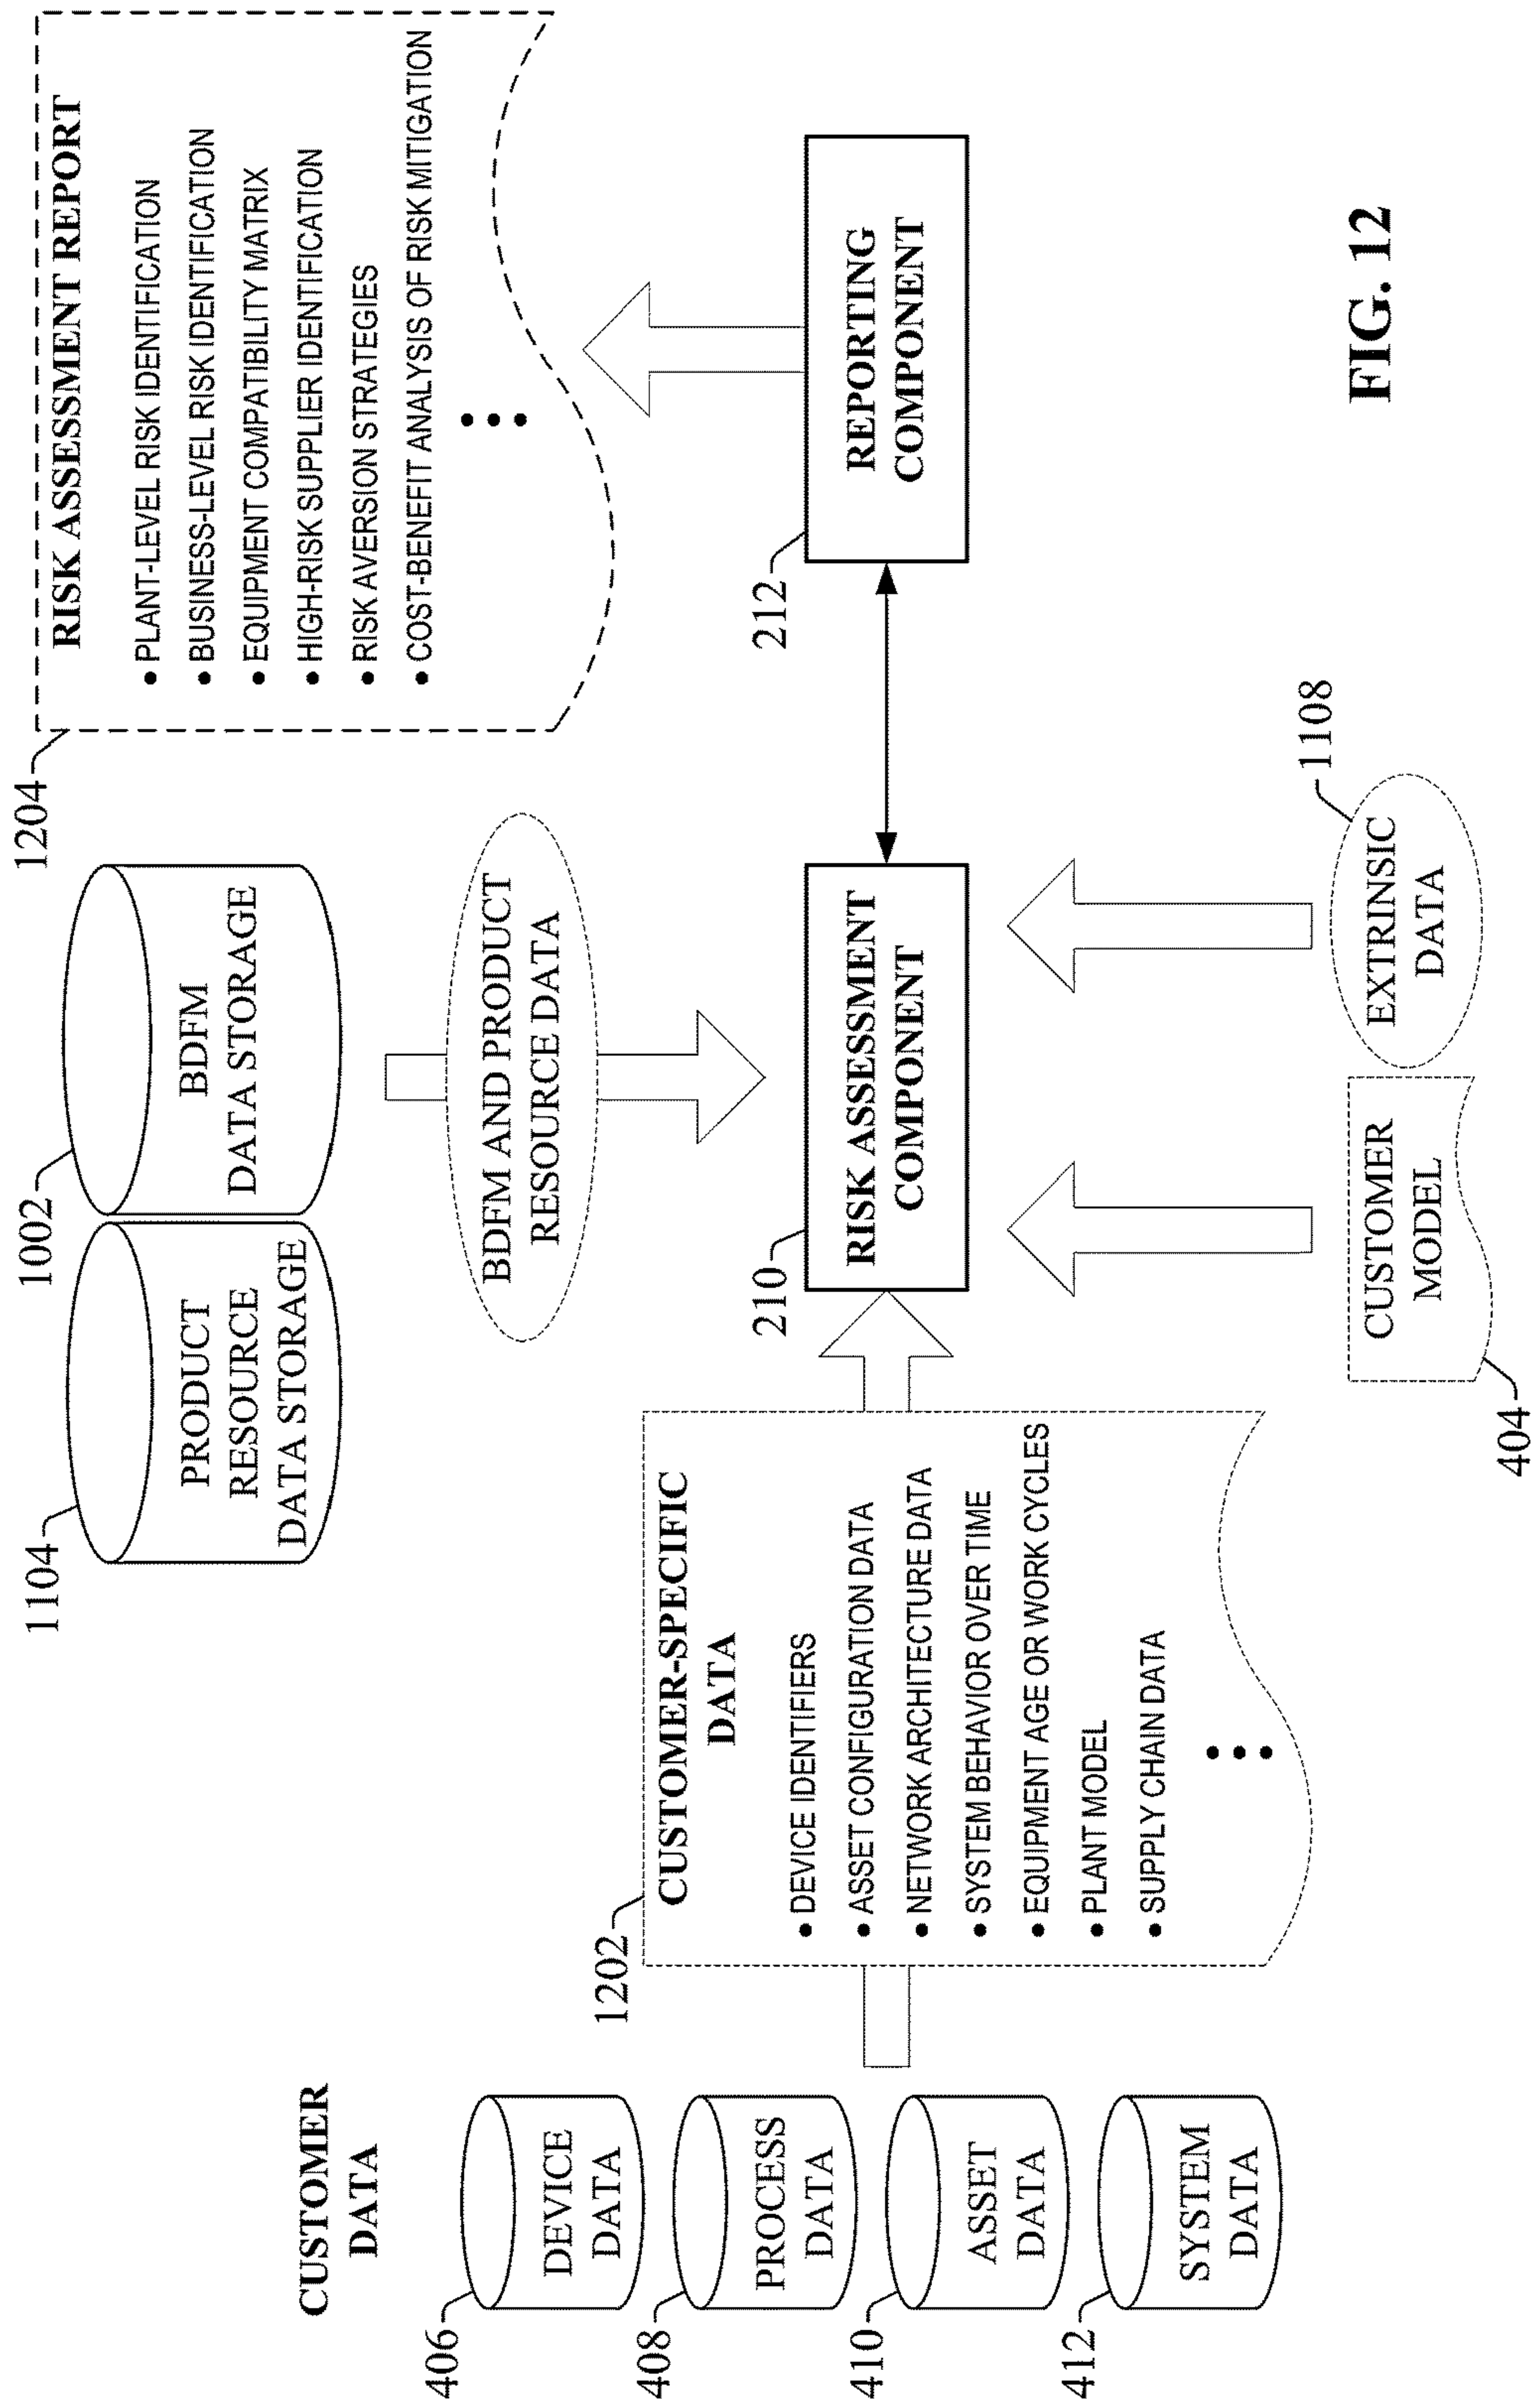 1104
PRODUCT
RESOURCE
DATA STORAGE
1002
BDFM
DATA STORAGE
1204
RISK ASSESSMENT REPORT
• PLANT-LEVEL RISK IDENTIFICATION
• BUSINESS-LEVEL RISK IDENTIFICATION
• EQUIPMENT COMPATIBILITY MATRIX
• HIGH-RISK SUPPLIER IDENTIFICATION
• RISK AVERSION STRATEGIES
• COST-BENEFIT ANALYSIS OF RISK MITIGATION
BDFM AND PRODUCT
RESOURCE DATA
CUSTOMER
DATA
406
DEVICE
DATA
408
PROCESS
DATA
410
ASSET
DATA
412
SYSTEM
DATA
1202
CUSTOMER-SPECIFIC
DATA
• DEVICE IDENTIFIERS
• ASSET CONFIGURATION DATA
• NETWORK ARCHITECTURE DATA
• SYSTEM BEHAVIOR OVER TIME
• EQUIPMENT AGE OR WORK CYCLES
• PLANT MODEL
• SUPPLY CHAIN DATA
210
RISK ASSESSMENT
COMPONENT
212
REPORTING
COMPONENT
404
CUSTOMER
MODEL
1108
EXTRINSIC
DATA
FIG. 12